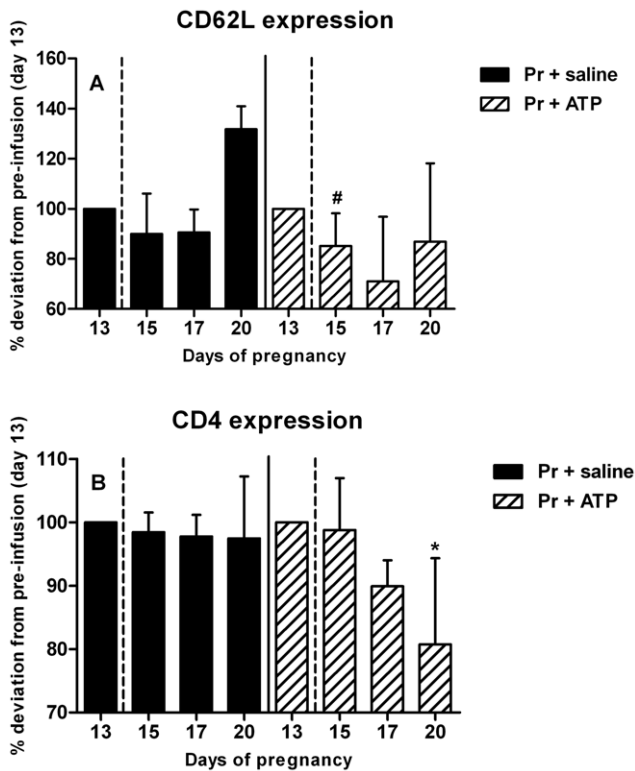 CD62L expression
% deviation from pre-infusion (day 13)
160
140
120
100
80
60
A
#
13 15 17 20 13 15 17 20
Days of pregnancy
Pr + saline
Pr + ATP
CD4 expression
% deviation from pre-infusion (day 13)
110
100
90
80
70
B
*
13 15 17 20 13 15 17 20
Days of pregnancy
Pr + saline
Pr + ATP